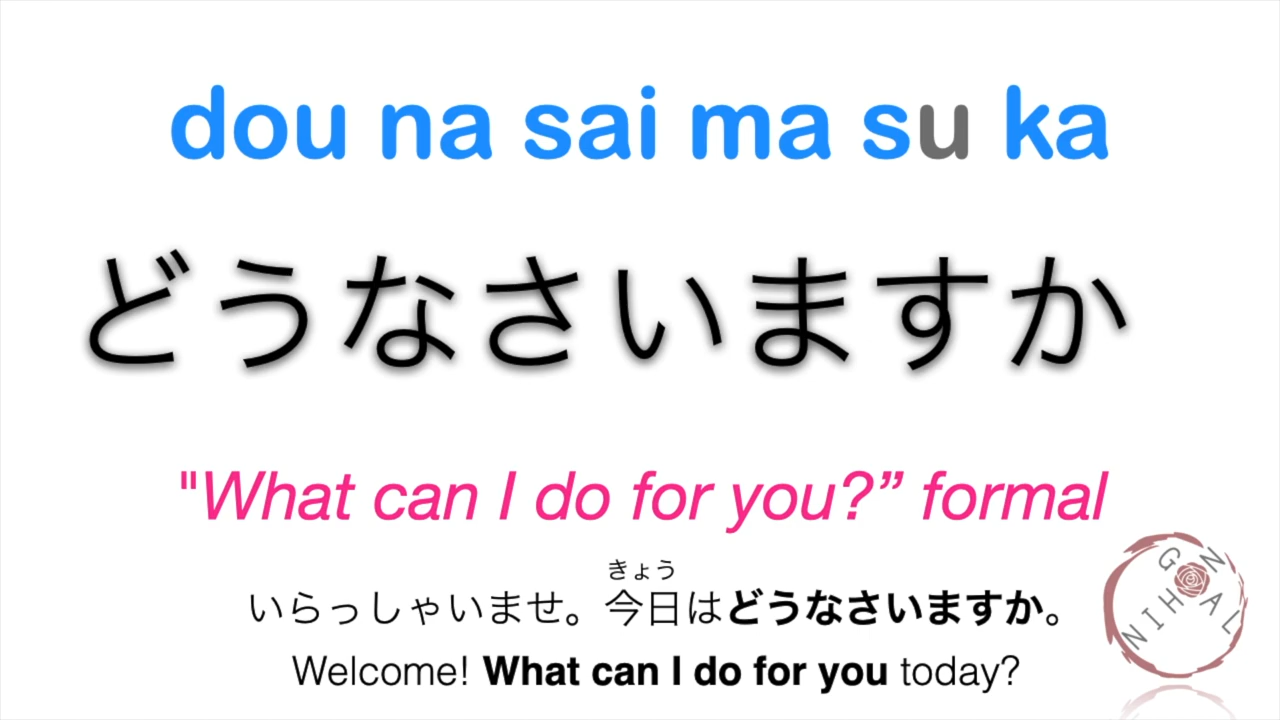 dou na sai ma su ka
どうなさいますか
"What can I do for you?” formal
きょう
いらっしゃいませ。今日はどうなさいますか。
Welcome! What can I do for you today?
NIHON GAL